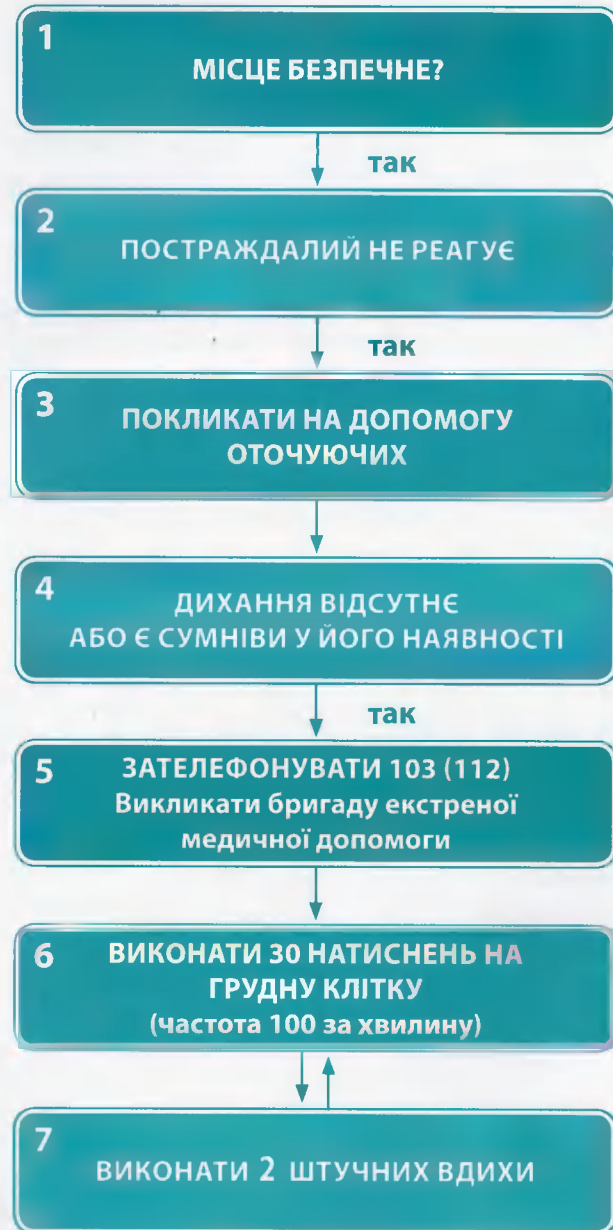 1
МІСЦЕ БЕЗПЕЧНЕ?
так
2
ПОСТРАЖДАЛИЙ НЕ РЕАГУЄ
так
3
ПОКЛИКАТИ НА ДОПОМОГУ
ОТОЧУЮЧИХ
4
ДИХАННЯ ВІДСУТНЄ
АБО Є СУМНІВИ У ЙОГО НАЯВНОСТІ
так
5
ЗАТЕЛЕФОНУВАТИ 103 (112)
Викликати бригаду екстреної
медичної допомоги
6
ВИКОНАТИ 30 НАТИСНЕНЬ НА
ГРУДНУ КЛІТКУ
(частота 100 за хвилину)
7
ВИКОНАТИ 2 ШТУЧНИХ ВДИХИ